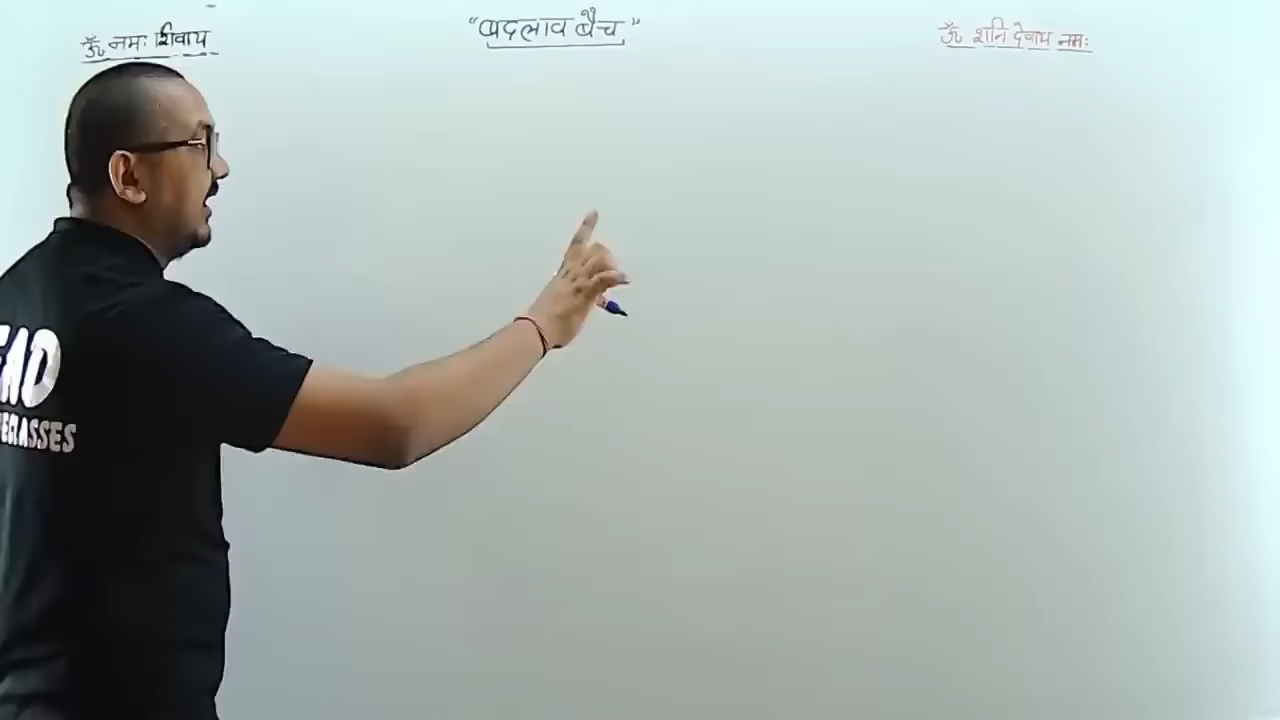 ॐ नमः शिवाय
"बदलाव बैच"
ॐ शनि देवाय नमः